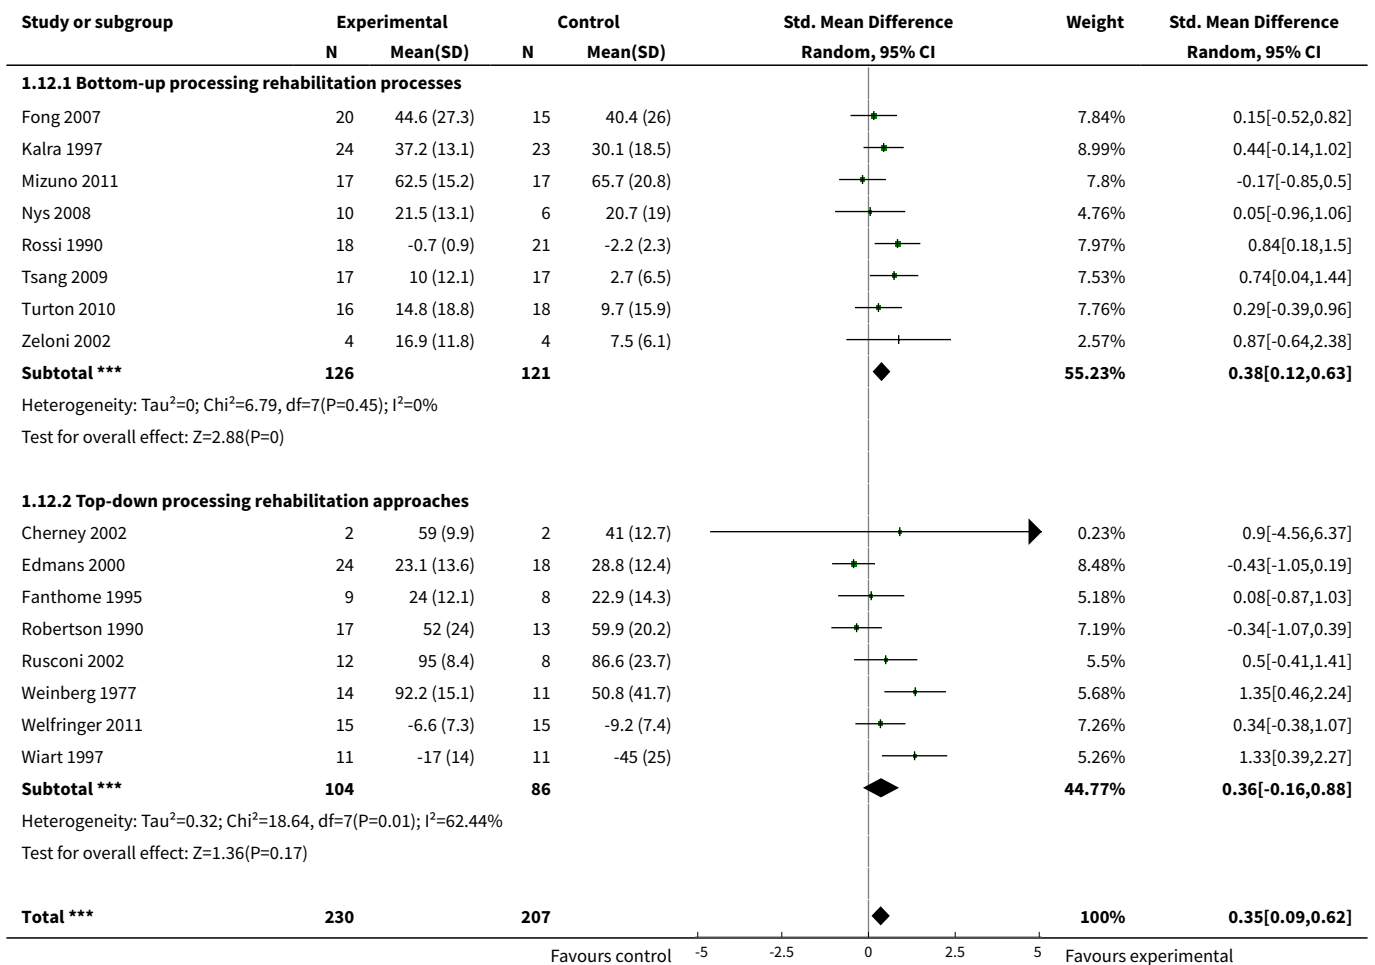 Study or subgroup Experimental Control Std. Mean Difference Weight Std. Mean Difference
N Mean(SD) N Mean(SD) Random, 95% CI Random, 95% CI
1.12.1 Bottom-up processing rehabilitation processes
Fong 2007 20 44.6 (27.3) 15 40.4 (26) 7.84% 0.15[-0.52,0.82]
Kalra 1997 24 37.2 (13.1) 23 30.1 (18.5) 8.99% 0.44[-0.14,1.02]
Mizuno 2011 17 62.5 (15.2) 17 65.7 (20.8) 7.8% -0.17[-0.85,0.5]
Nys 2008 10 21.5 (13.1) 6 20.7 (19) 4.76% 0.05[-0.96,1.06]
Rossi 1990 18 -0.7 (0.9) 21 -2.2 (2.3) 7.97% 0.84[0.18,1.5]
Tsang 2009 17 10 (12.1) 17 2.7 (6.5) 7.53% 0.74[0.04,1.44]
Turton 2010 16 14.8 (18.8) 18 9.7 (15.9) 7.76% 0.29[-0.39,0.96]
Zeloni 2002 4 16.9 (11.8) 4 7.5 (6.1) 2.57% 0.87[-0.64,2.38]
Subtotal *** 126 121 55.23% 0.38[0.12,0.63]
Heterogeneity: Tau²=0; Chi²=6.79, df=7(P=0.45); I²=0%
Test for overall effect: Z=2.88(P=0)
1.12.2 Top-down processing rehabilitation approaches
Cherney 2002 2 59 (9.9) 2 41 (12.7) 0.23% 0.9[-4.56,6.37]
Edmans 2000 24 23.1 (13.6) 18 28.8 (12.4) 8.48% -0.43[-1.05,0.19]
Fanthome 1995 9 24 (12.1) 8 22.9 (14.3) 5.18% 0.08[-0.87,1.03]
Robertson 1990 17 52 (24) 13 59.9 (20.2) 7.19% -0.34[-1.07,0.39]
Rusconi 2002 12 95 (8.4) 8 86.6 (23.7) 5.5% 0.5[-0.41,1.41]
Weinberg 1977 14 92.2 (15.1) 11 50.8 (41.7) 5.68% 1.35[0.46,2.24]
Welfringer 2011 15 -6.6 (7.3) 15 -9.2 (7.4) 7.26% 0.34[-0.38,1.07]
Wiart 1997 11 -17 (14) 11 -45 (25) 5.26% 1.33[0.39,2.27]
Subtotal *** 104 86 44.77% 0.36[-0.16,0.88]
Heterogeneity: Tau²=0.32; Chi²=18.64, df=7(P=0.01); I²=62.44%
Test for overall effect: Z=1.36(P=0.17)
Total *** 230 207 100% 0.35[0.09,0.62]
Favours control -5 -2.5 0 2.5 5 Favours experimental